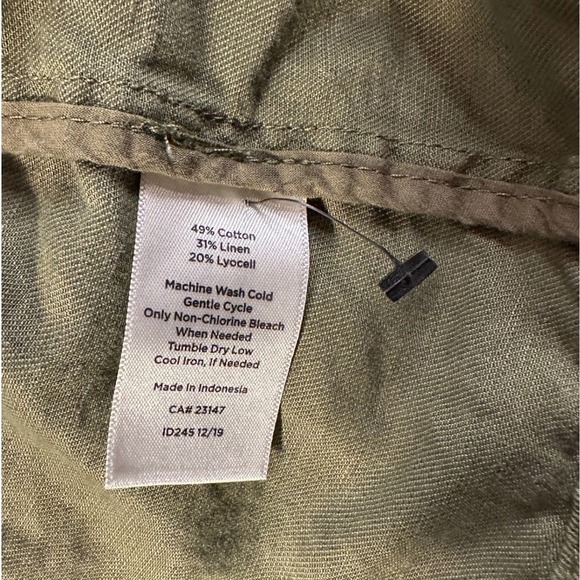 49% Cotton
31% Linen
20% Lyocell
Machine Wash Cold
Gentle Cycle
Only Non-Chlorine Bleach
When Needed
Tumble Dry Low
Cool Iron, If Needed
Made In Indonesia
CA# 23147
ID245 12/19